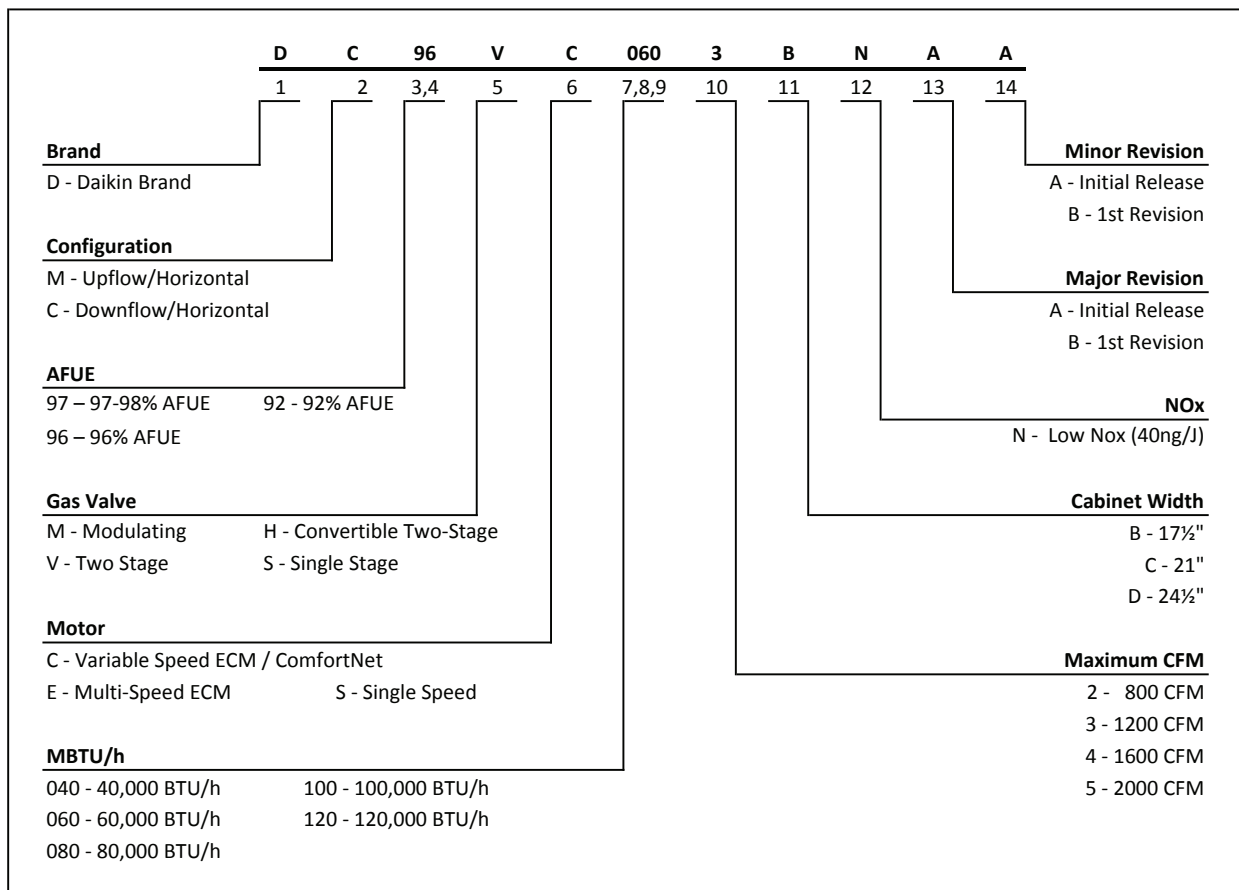 D C 96 V C 060 3 B N A A
1 2 3,4 5 6 7,8,9 10 11 12 13 14
Brand
D - Daikin Brand
Configuration
M - Upflow/Horizontal
C - Downflow/Horizontal
AFUE
97 – 97-98% AFUE 92 - 92% AFUE
96 – 96% AFUE
Gas Valve
M - Modulating H - Convertible Two-Stage
V - Two Stage S - Single Stage
Motor
C - Variable Speed ECM / ComfortNet
E - Multi-Speed ECM S - Single Speed
MBTU/h
040 - 40,000 BTU/h 100 - 100,000 BTU/h
060 - 60,000 BTU/h 120 - 120,000 BTU/h
080 - 80,000 BTU/h
Minor Revision
A - Initial Release
B - 1st Revision
Major Revision
A - Initial Release
B - 1st Revision
NOx
N - Low Nox (40ng/J)
Cabinet Width
B - 17½"
C - 21"
D - 24½"
Maximum CFM
2 - 800 CFM
3 - 1200 CFM
4 - 1600 CFM
5 - 2000 CFM